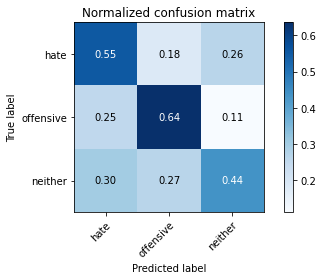 Normalized confusion matrix
hate 0.55 0.18 0.26
offensive 0.25 0.64 0.11
neither 0.30 0.27 0.44
hate offensive neither
True label
Predicted label
0.6
0.5
0.4
0.3
0.2